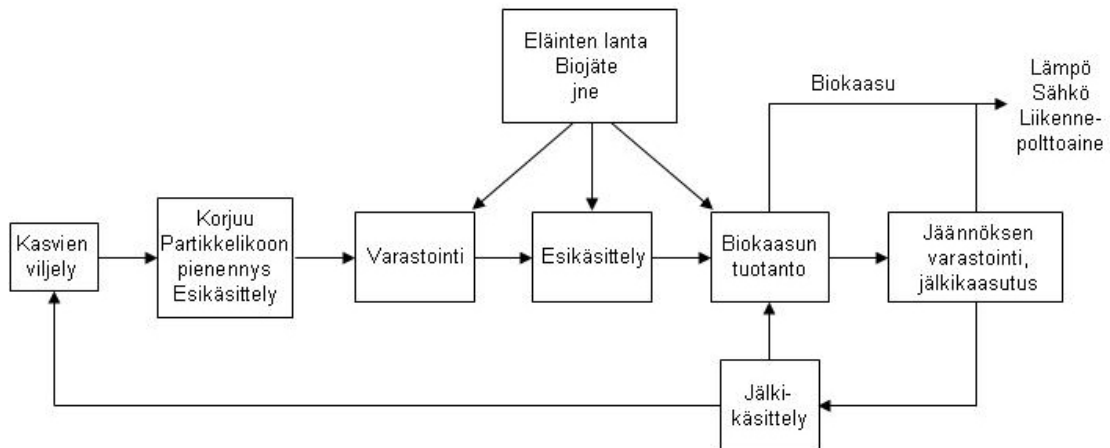 Eläinten lanta
Biojäte
jne
Biokaasu
Lämpö
Sähkö
Liikenne-
polttoaine
Kasvien
viljely
Korjuu
Partikkelikoon
pienennys
Esikäsittely
Varastointi
Esikäsittely
Biokaasun
tuotanto
Jäännöksen
varastointi,
jälkikaasutus
Jälki-
käsittely